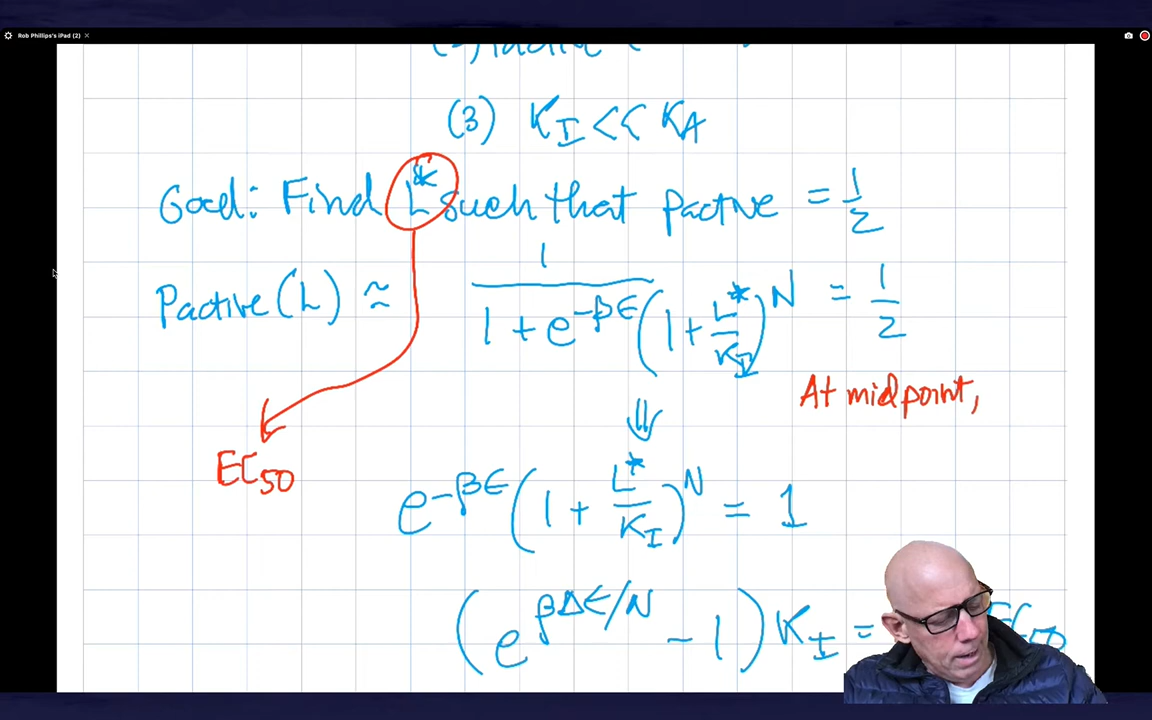 Rob Phillips's iPad (2)
(3) K_I << K_A
Goal: Find L* such that Pactive = 1/2
Pactive (L) ≈ 1 / (1 + e^{-βϵ} (1 + L*/K_I)^N) = 1/2
At midpoint,
⇓
EC50
e^{-βϵ} (1 + L*/K_I)^N = 1
(e^{βΔϵ/N} - 1) K_I =